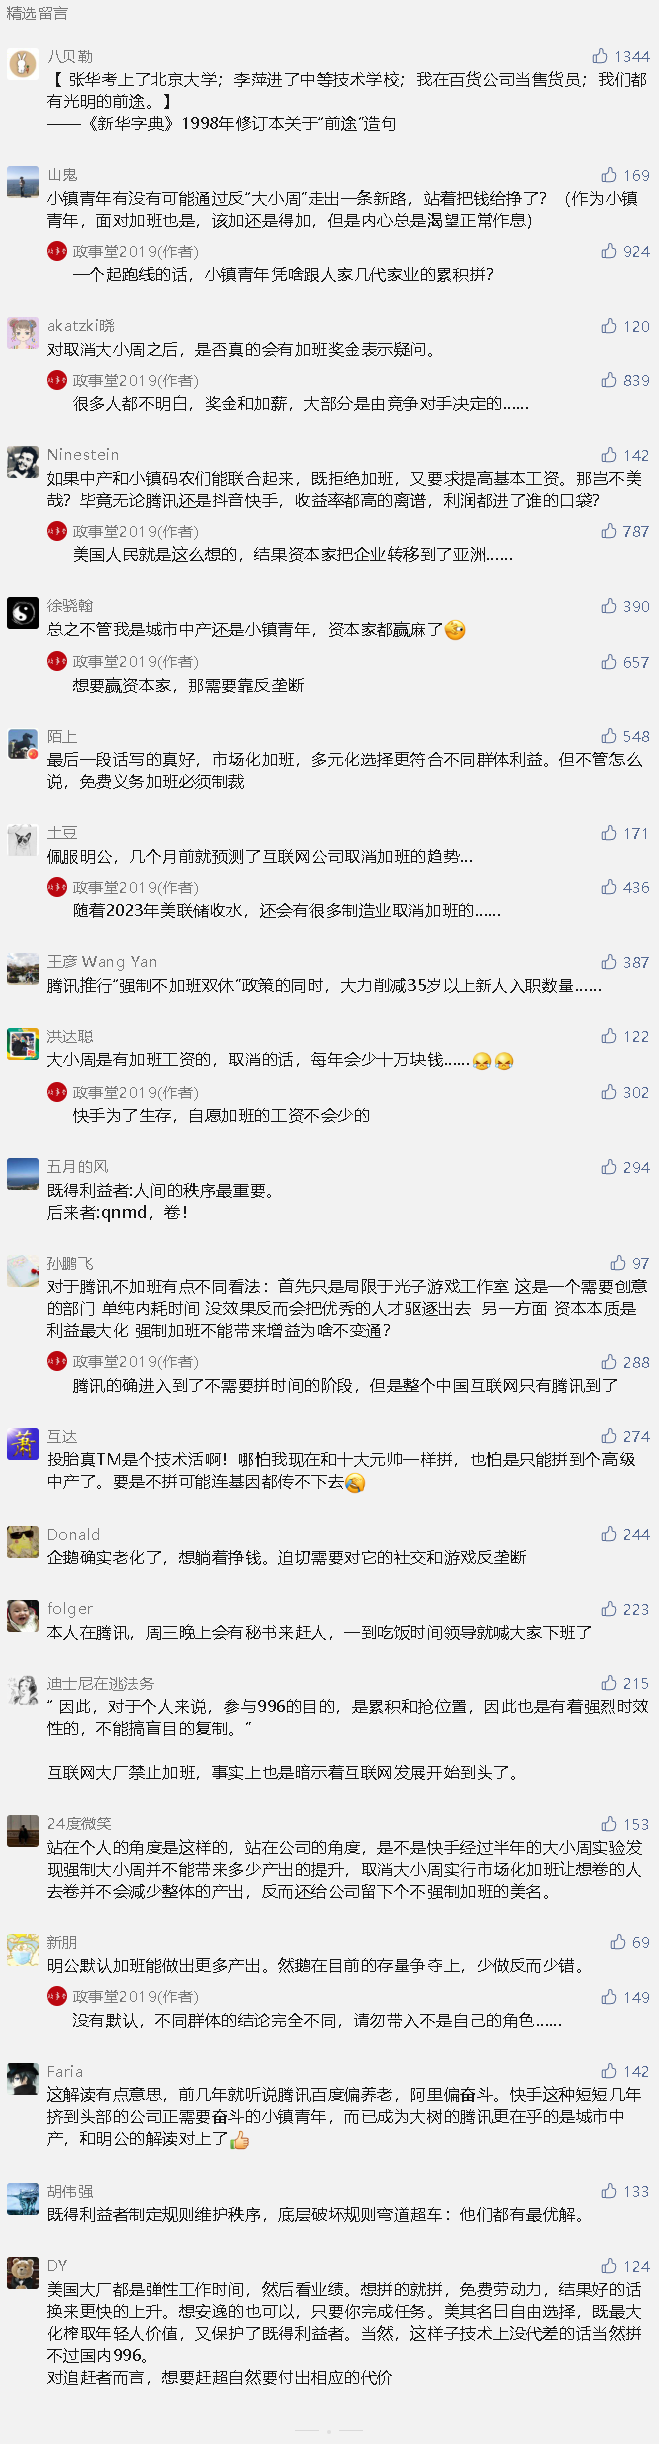 精选留言
八贝勒 1344
【 张华考上了北京大学；李萍进了中等技术学校；我在百货公司当售货员；我们都
有光明的前途。】
——《新华字典》1998年修订本关于“前途”造句
山鬼 169
小镇青年有没有可能通过反“大小周”走出一条新路，站着把钱给挣了？（作为小镇
青年，面对加班也是，该加还是得加，但是内心总是渴望正常作息）
政事堂2019(作者) 924
一个起跑线的话，小镇青年凭啥跟人家几代家业的累积拼？
akatzki晓 120
对取消大小周之后，是否真的会有加班奖金表示疑问。
政事堂2019(作者) 839
很多人都不明白，奖金和加薪，大部分是由竞争对手决定的......
Ninestein 142
如果中产和小镇码农们能联合起来，既拒绝加班，又要求提高基本工资。那岂不美
哉？毕竟无论腾讯还是抖音快手，收益率都高的离谱，利润都进了谁的口袋？
政事堂2019(作者) 787
美国人民就是这么想的，结果资本家把企业转移到了亚洲......
徐骁翰 390
总之不管我是城市中产还是小镇青年，资本家都赢麻了
政事堂2019(作者) 657
想要赢资本家，那需要靠反垄断
陌上 548
最后一段话写的真好，市场化加班，多元化选择更符合不同群体利益。但不管怎么
说，免费义务加班必须制裁
土豆 171
佩服明公，几个月前就预测了互联网公司取消加班的趋势...
政事堂2019(作者) 436
随着2023年美联储收水，还会有很多制造业取消加班的......
王彦 Wang Yan 387
腾讯推行“强制不加班双休“政策的同时，大力削减35岁以上新人入职数量......
洪达聪 122
大小周是有加班工资的，取消的话，每年会少十万块钱......
政事堂2019(作者) 302
快手为了生存，自愿加班的工资不会少的
五月的风 294
既得利益者:人间的秩序最重要。
后来者:qnmd，卷！
孙鹏飞 97
对于腾讯不加班有点不同看法：首先只是局限于光子游戏工作室 这是一个需要创意
的部门 单纯内耗时间 没效果反而会把优秀的人才驱逐出去 另一方面 资本本质是
利益最大化 强制加班不能带来增益为啥不变通？
政事堂2019(作者) 288
腾讯的确进入到了不需要拼时间的阶段，但是整个中国互联网只有腾讯到了
萧
互达 274
投胎真TM是个技术活啊！哪怕我现在和十大元帅一样拼，也怕是只能拼到个高级
中产了。要是不拼可能连基因都传不下去
Donald 244
企鹅确实老化了，想躺着挣钱。迫切需要对它的社交和游戏反垄断
folger 223
本人在腾讯，周三晚上会有秘书来赶人，一到吃饭时间领导就喊大家下班了
迪士尼在逃法务 215
“ 因此，对于个人来说，参与996的目的，是累积和抢位置，因此也是有着强烈时效
性的，不能搞盲目的复制。”
互联网大厂禁止加班，事实上也是暗示着互联网发展开始到头了。
24度微笑 153
站在个人的角度是这样的，站在公司的角度，是不是快手经过半年的大小周实验发
现强制大小周并不能带来多少产出的提升，取消大小周实行市场化加班让想卷的人
去卷并不会减少整体的产出，反而还给公司留下个不强制加班的美名。
新朋 69
明公默认加班能做出更多产出。然鹅在目前的存量争夺上，少做反而少错。
政事堂2019(作者) 149
没有默认，不同群体的结论完全不同，请勿带入不是自己的角色......
Faria 142
这解读有点意思，前几年就听说腾讯百度偏养老，阿里偏奋斗。快手这种短短几年
挤到头部的公司正需要奋斗的小镇青年，而已成为大树的腾讯更在乎的是城市中
产，和明公的解读对上了
胡伟强 133
既得利益者制定规则维护秩序，底层破坏规则弯道超车：他们都有最优解。
DY 124
美国大厂都是弹性工作时间，然后看业绩。想拼的就拼，免费劳动力，结果好的话
换来更快的上升。想安逸的也可以，只要你完成任务。美其名曰自由选择，既最大
化榨取年轻人价值，又保护了既得利益者。当然，这样子技术上没代差的话当然拼
不过国内996。
对追赶者而言，想要赶超自然要付出相应的代价